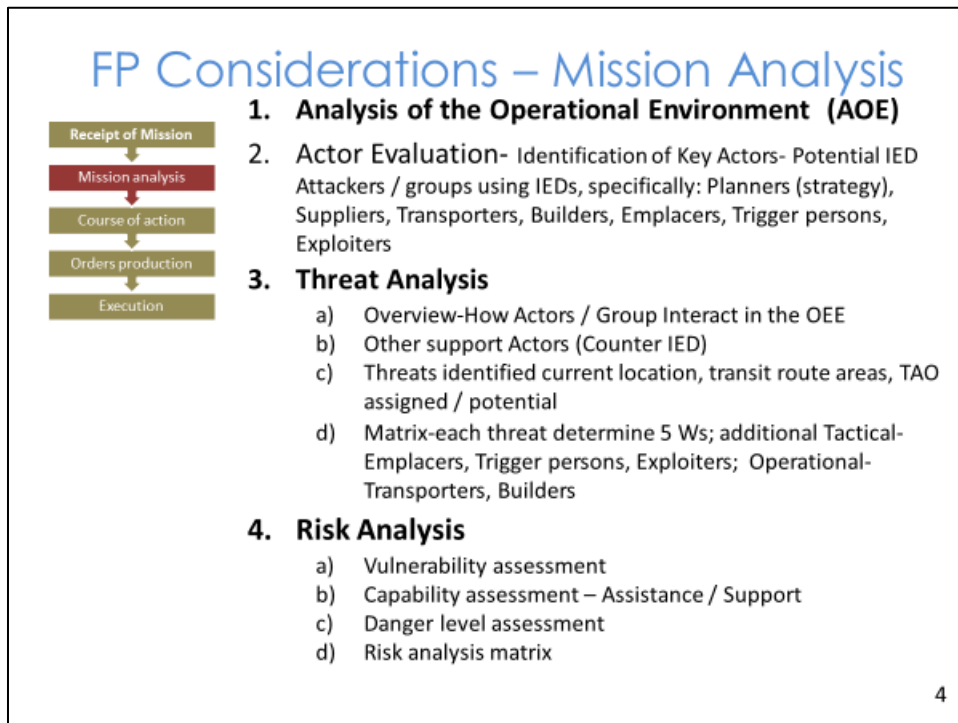 FP Considerations – Mission Analysis
Receipt of Mission
Mission analysis
Course of action
Orders production
Execution
1. Analysis of the Operational Environment (AOE)
2. Actor Evaluation- Identification of Key Actors- Potential IED
Attackers / groups using IEDs, specifically: Planners (strategy),
Suppliers, Transporters, Builders, Emplacers, Trigger persons,
Exploiters
3. Threat Analysis
a) Overview-How Actors / Group Interact in the OEE
b) Other support Actors (Counter IED)
c) Threats identified current location, transit route areas, TAO
assigned / potential
d) Matrix-each threat determine 5 Ws; additional Tactical-
Emplacers, Trigger persons, Exploiters; Operational-
Transporters, Builders
4. Risk Analysis
a) Vulnerability assessment
b) Capability assessment – Assistance / Support
c) Danger level assessment
d) Risk analysis matrix
4